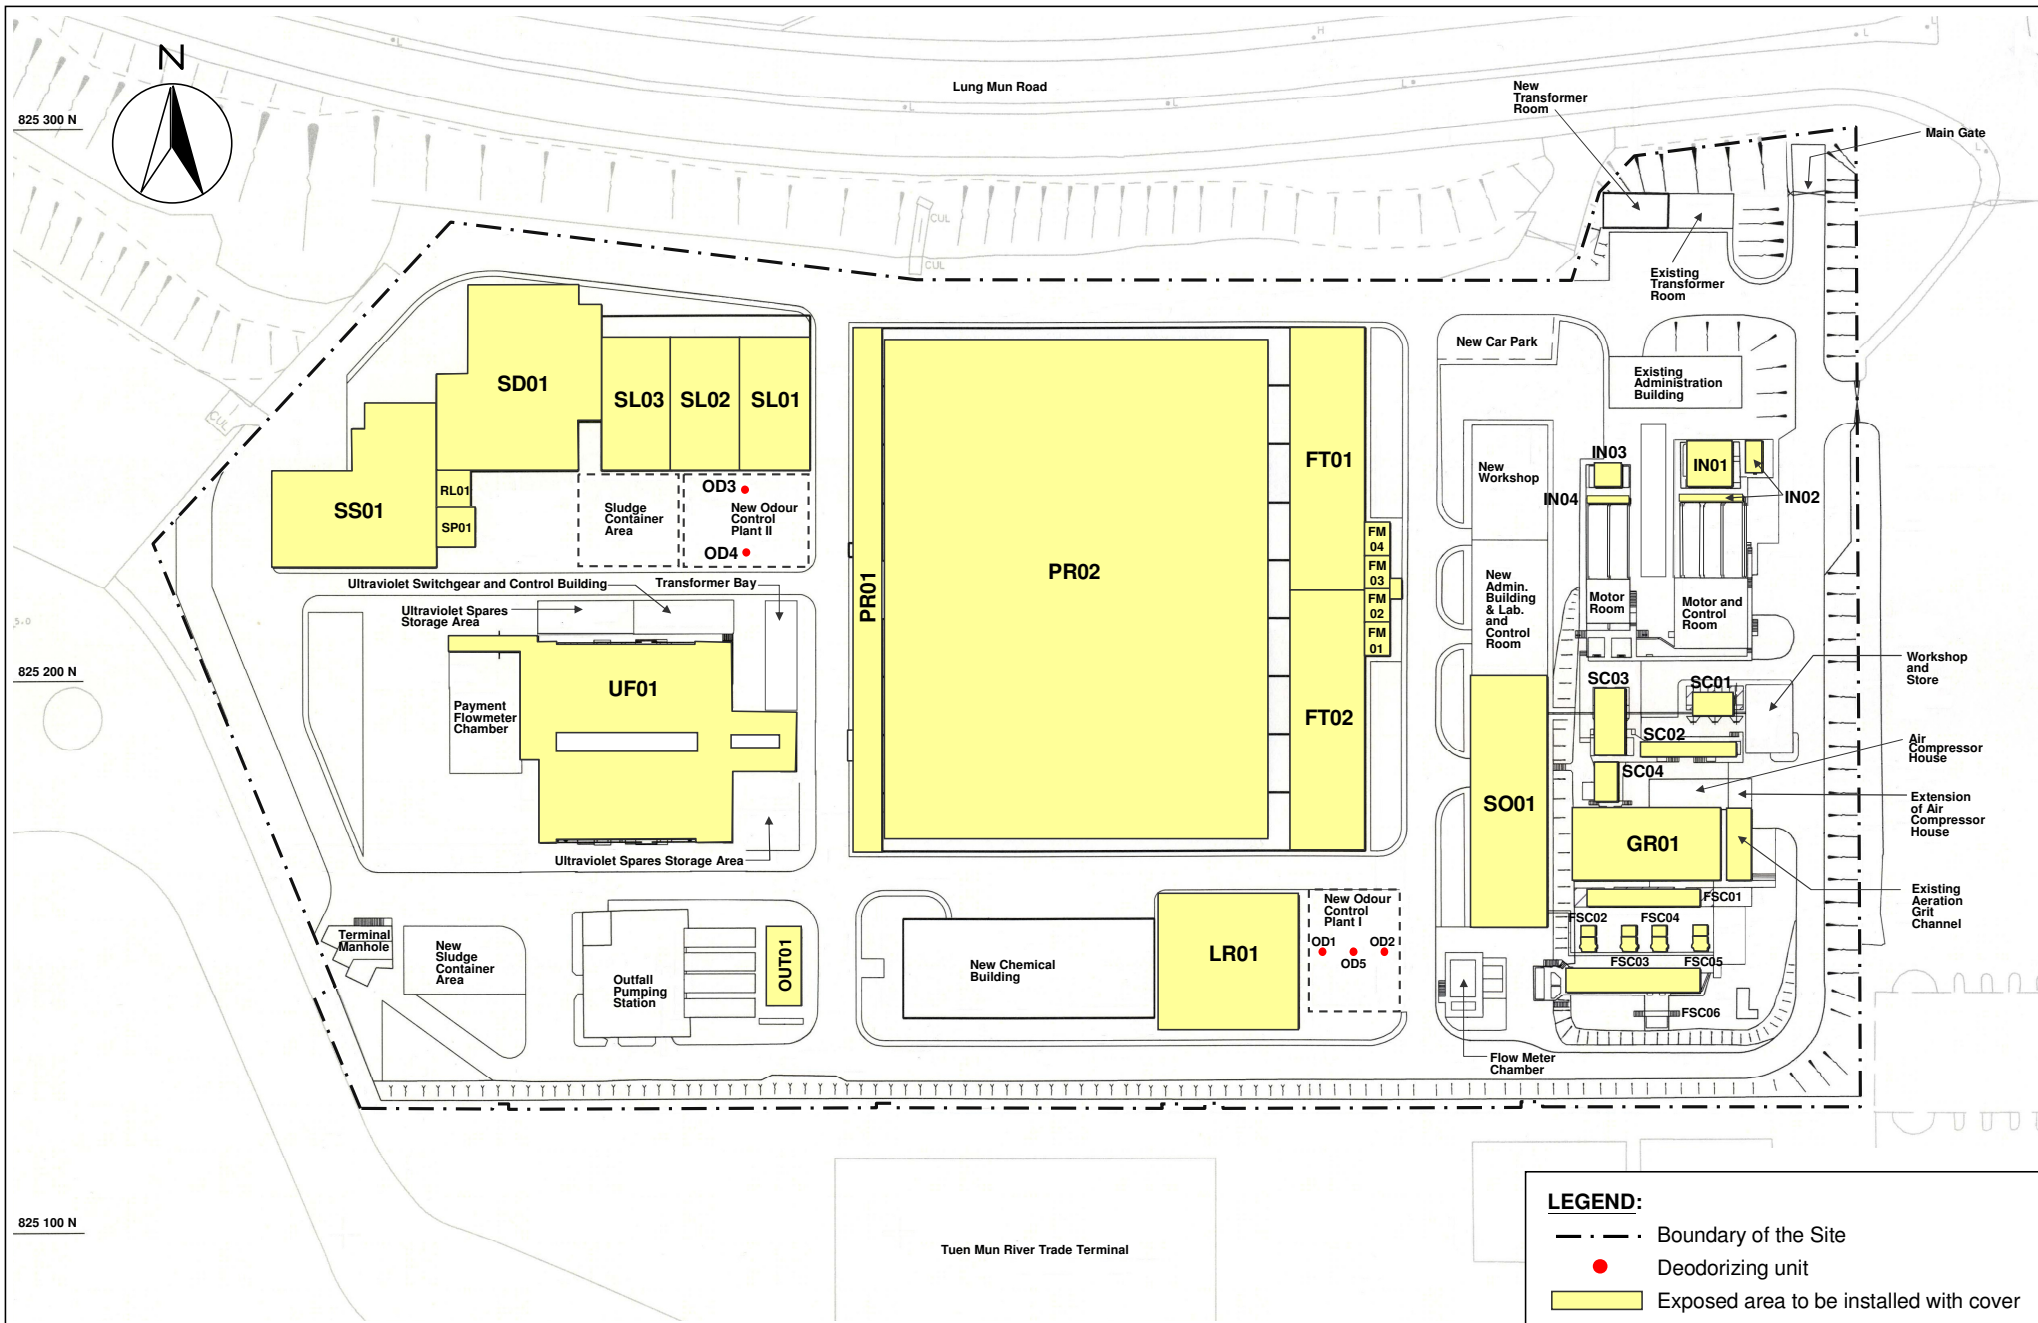 N
825 300 N
Lung Mun Road
L
H
L
L
L
L
L
L
New
Transformer
Room
Main Gate
CUL
CUL
CUL
Existing
Transformer
Room
New Car Park
Existing
Administration
Building
SD01
SL03
SL02
SL01
SS01
RL01
SP01
Sludge
Container
Area
OD3
New Odour
Control
Plant II
OD4
PR01
PR02
FT01
FT02
FM
04
FM
03
FM
02
FM
01
New
Workshop
IN03
IN04
IN01
IN02
New
Admin.
Building
& Lab.
and
Control
Room
Motor
Room
Motor and
Control
Room
Ultraviolet Switchgear and Control Building
Transformer Bay
Ultraviolet Spares
Storage Area
5.0
825 200 N
UF01
Payment
Flowmeter
Chamber
Ultraviolet Spares Storage Area
SC03
SC01
SC02
SC04
SO01
Workshop
and
Store
Air
Compressor
House
Extension
of Air
Compressor
House
GR01
Existing
Aeration
Grit
Channel
FSC01
FSC02
FSC04
FSC03
FSC05
FSC06
Terminal
Manhole
New
Sludge
Container
Area
Outfall
Pumping
Station
OUT01
New Chemical
Building
LR01
New Odour
Control
Plant I
OD1
OD2
OD5
Flow Meter
Chamber
825 100 N
Tuen Mun River Trade Terminal
LEGEND:
Boundary of the Site
Deodorizing unit
Exposed area to be installed with cover